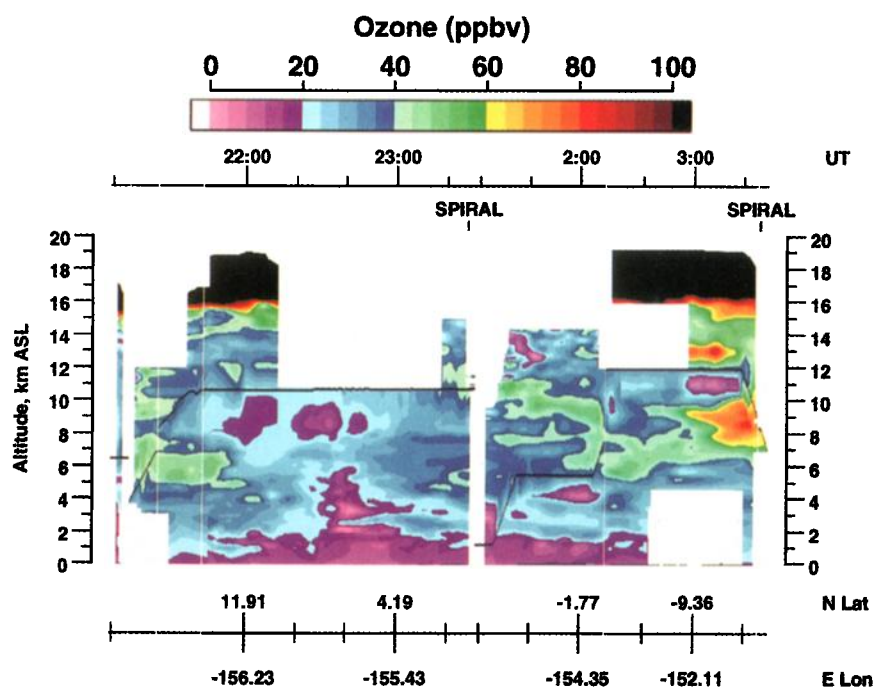 Ozone (ppbv)
0 20 40 60 80 100
22:00 23:00 2:00 3:00 UT
SPIRAL SPIRAL
20 20
18 18
16 16
14 14
12 12
10 10
8 8
6 6
4 4
2 2
0 0
Altitude, km ASL
11.91 4.19 -1.77 -9.36 N Lat
-156.23 -155.43 -154.35 -152.11 E Lon